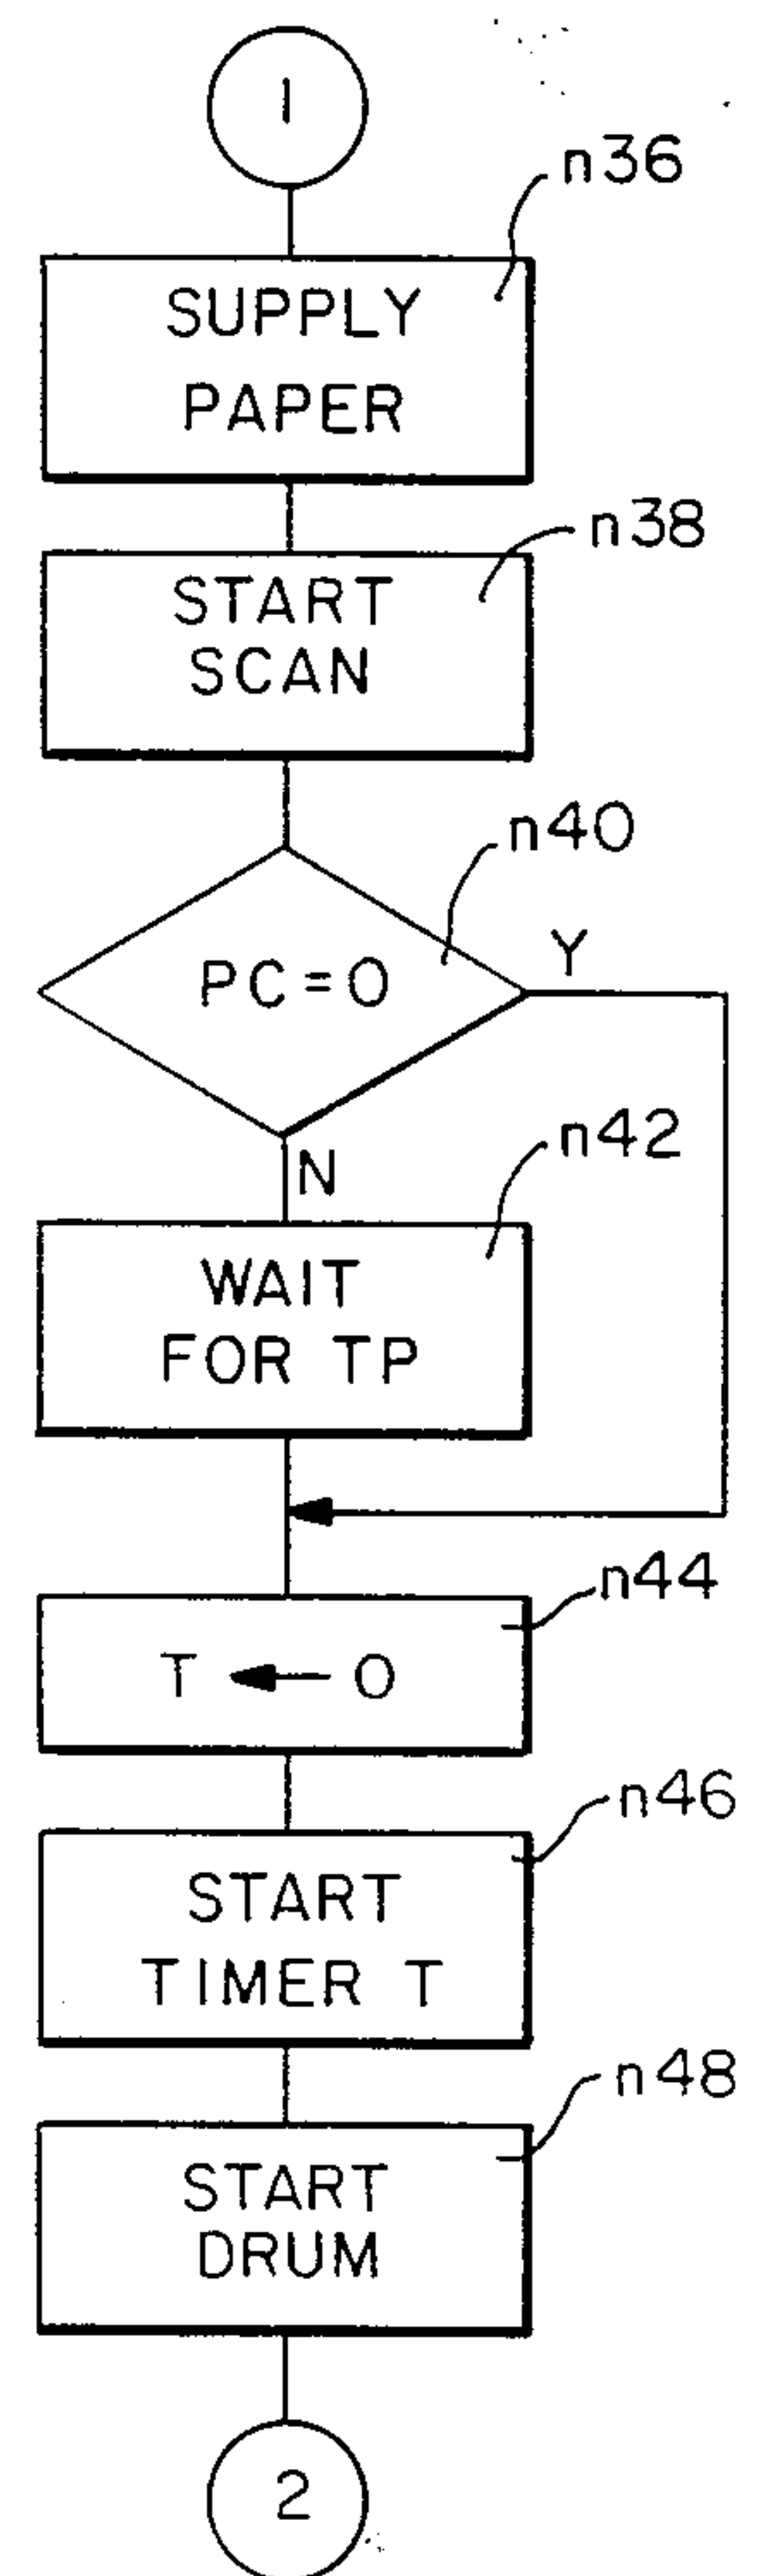 1
n36
SUPPLY
PAPER
n38
START
SCAN
n40
PC=0
Y
N
n42
WAIT
FOR TP
n44
T ← 0
n46
START
TIMER T
n48
START
DRUM
2